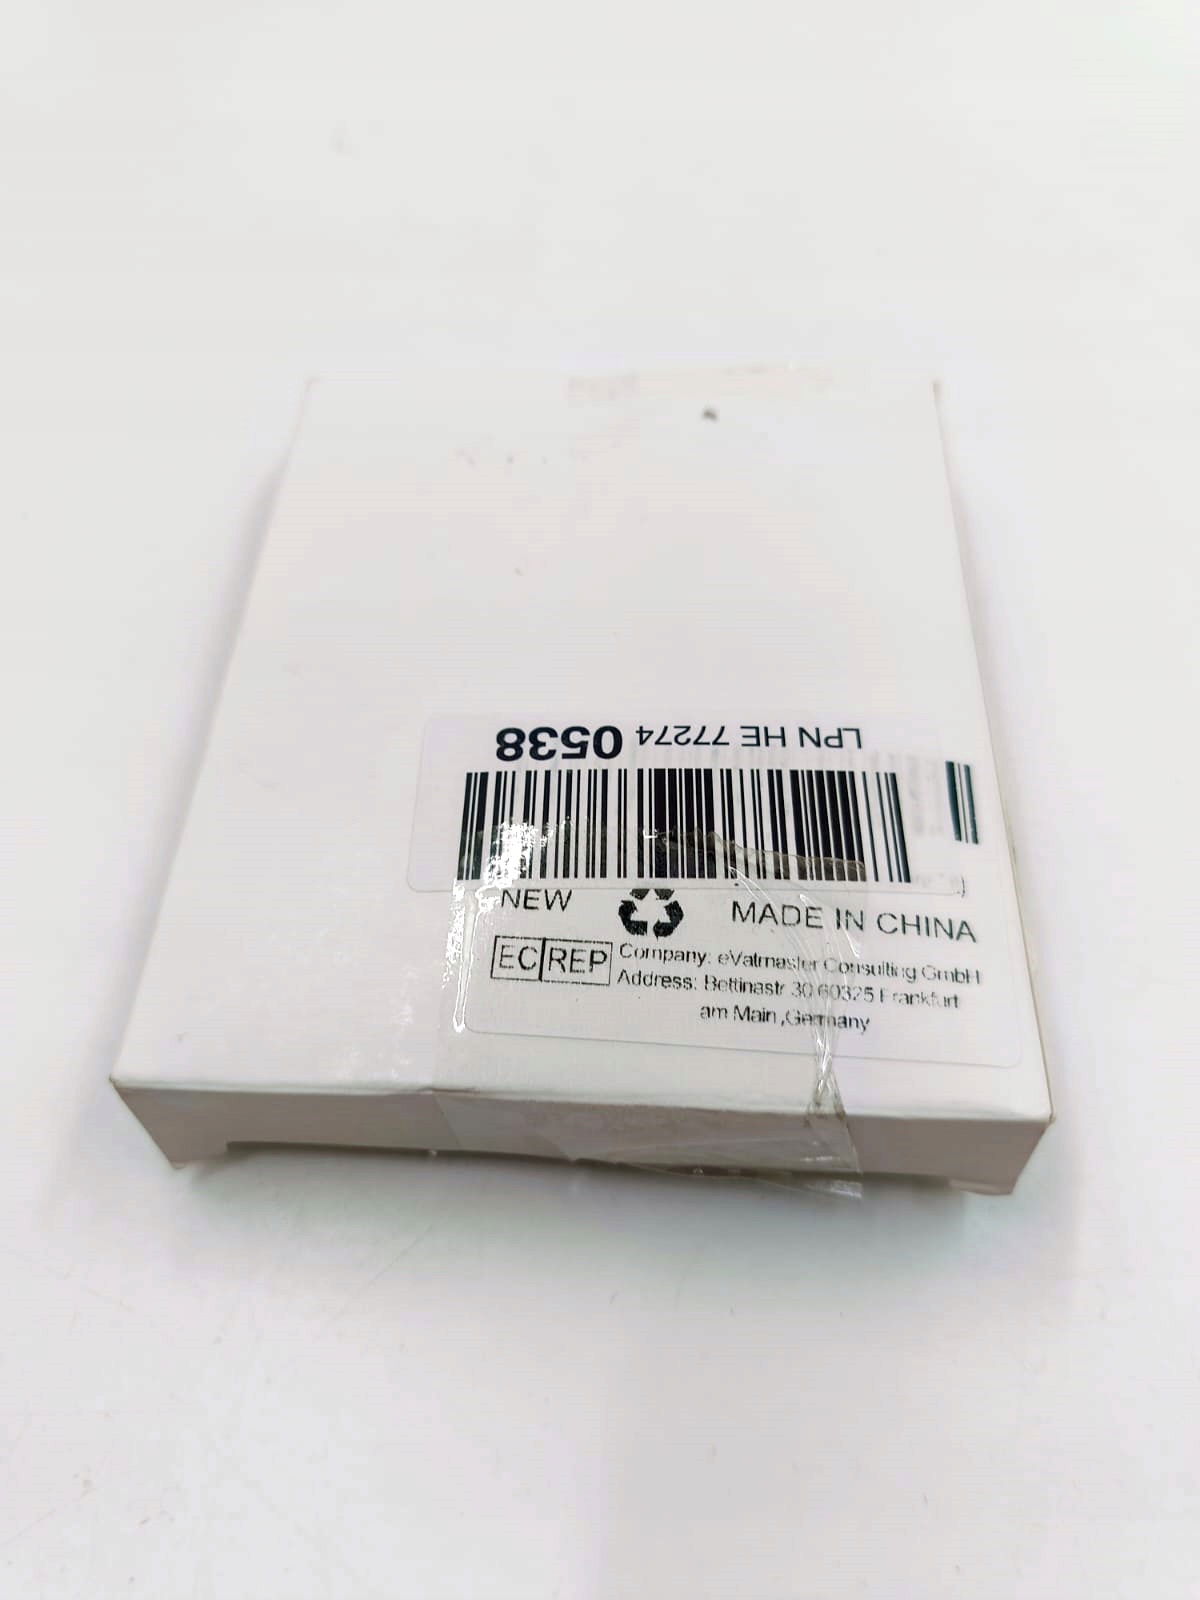 LPN HE 77274 0538
NEW
MADE IN CHINA
EC REP
Company: eVatmaster Consulting GmbH
Address: Bettinastr 30 60325 Frankfurt
am Main ,Germany